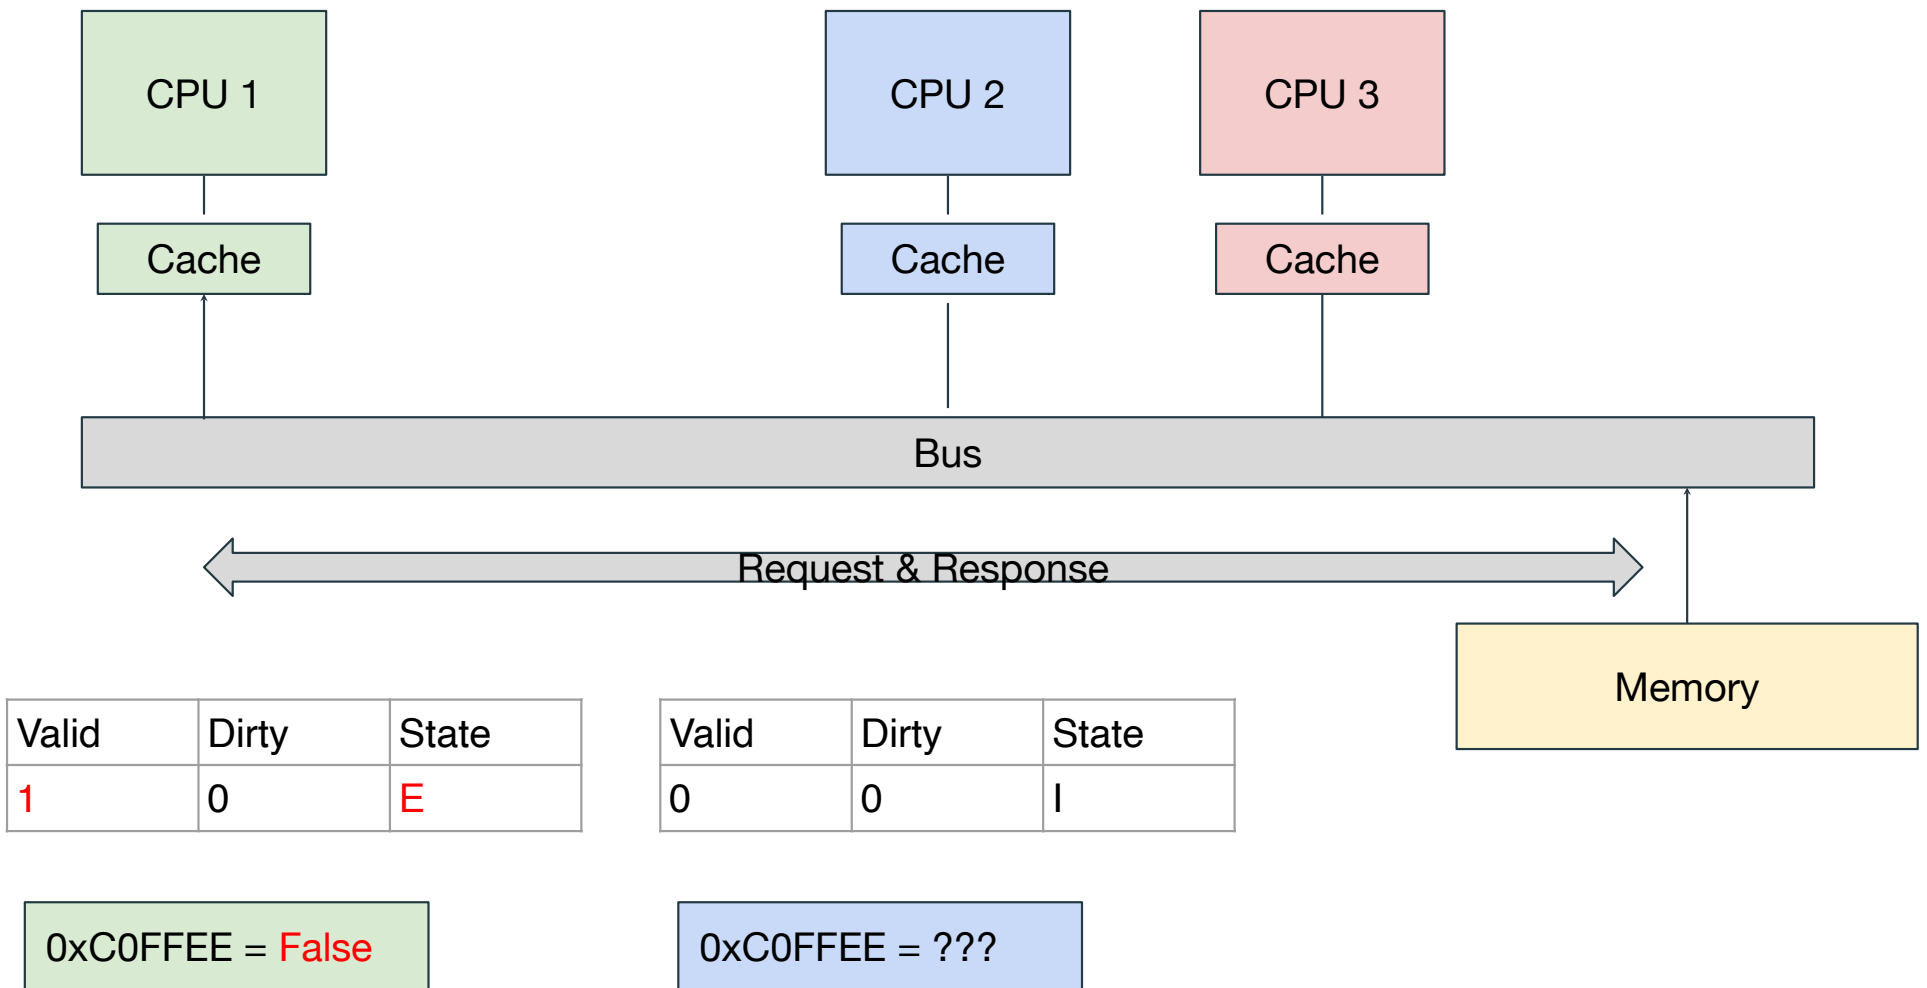 CPU 1
CPU 2
CPU 3
Cache
Cache
Cache
Bus
Request & Response
Memory
Valid Dirty State
1 0 E
Valid Dirty State
0 0 I
0xC0FFEE = False
0xC0FFEE = ???